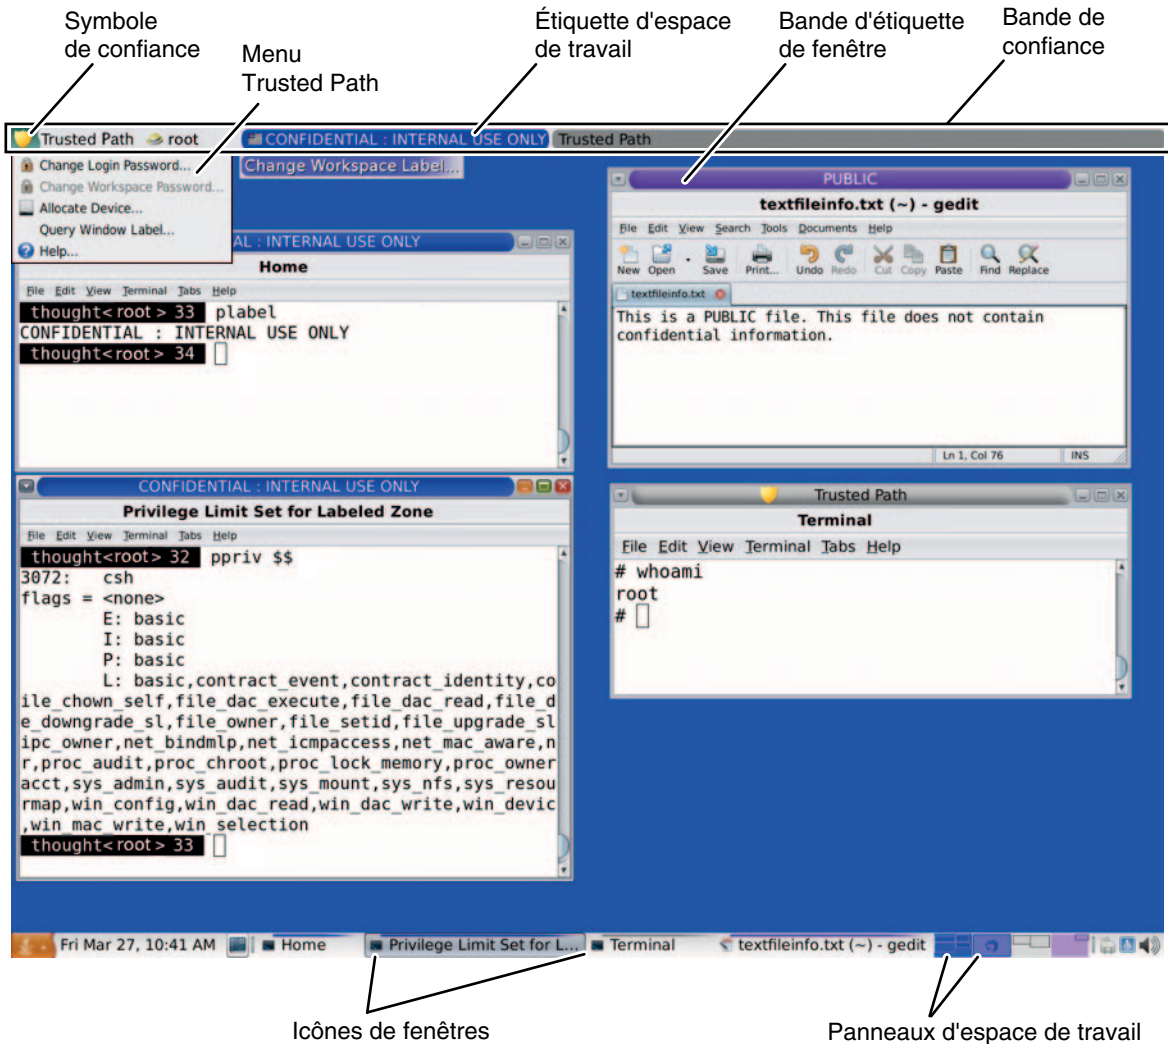 Symbole
de confiance
Menu
Trusted Path
Étiquette d'espace
de travail
Bande d'étiquette
de fenêtre
Bande de
confiance
Trusted Path root CONFIDENTIAL : INTERNAL USE ONLY Trusted Path
Change Login Password...
Change Workspace Password...
Allocate Device...
Query Window Label...
Help...
Change Workspace Label...
AL : INTERNAL USE ONLY
Home
File Edit View Terminal Tabs Help
thought<root> 33 plabel
CONFIDENTIAL : INTERNAL USE ONLY
thought<root> 34
PUBLIC
textfileinfo.txt (~) - gedit
File Edit View Search Tools Documents Help
New Open Save Print... Undo Redo Cut Copy Paste Find Replace
textfileinfo.txt
This is a PUBLIC file. This file does not contain
confidential information.
Ln 1, Col 76 INS
CONFIDENTIAL : INTERNAL USE ONLY
Privilege Limit Set for Labeled Zone
File Edit View Terminal Tabs Help
thought<root> 32 ppriv $$
3072: csh
flags = <none>
E: basic
I: basic
P: basic
L: basic,contract_event,contract_identity,co
ile_chown_self,file_dac_execute,file_dac_read,file_d
e_downgrade_sl,file_owner,file_setid,file_upgrade_sl
ipc_owner,net_bindmlp,net_icmpaccess,net_mac_aware,n
r,proc_audit,proc_chroot,proc_lock_memory,proc_owner
acct,sys_admin,sys_audit,sys_mount,sys_nfs,sys_resou
rmap,win_config,win_dac_read,win_dac_write,win_devic
,win_mac_write,win_selection
thought<root> 33
Trusted Path
Terminal
File Edit View Terminal Tabs Help
# whoami
root
#
Fri Mar 27, 10:41 AM Home Privilege Limit Set for L... Terminal textfileinfo.txt (~) - gedit
Icônes de fenêtres
Panneaux d'espace de travail